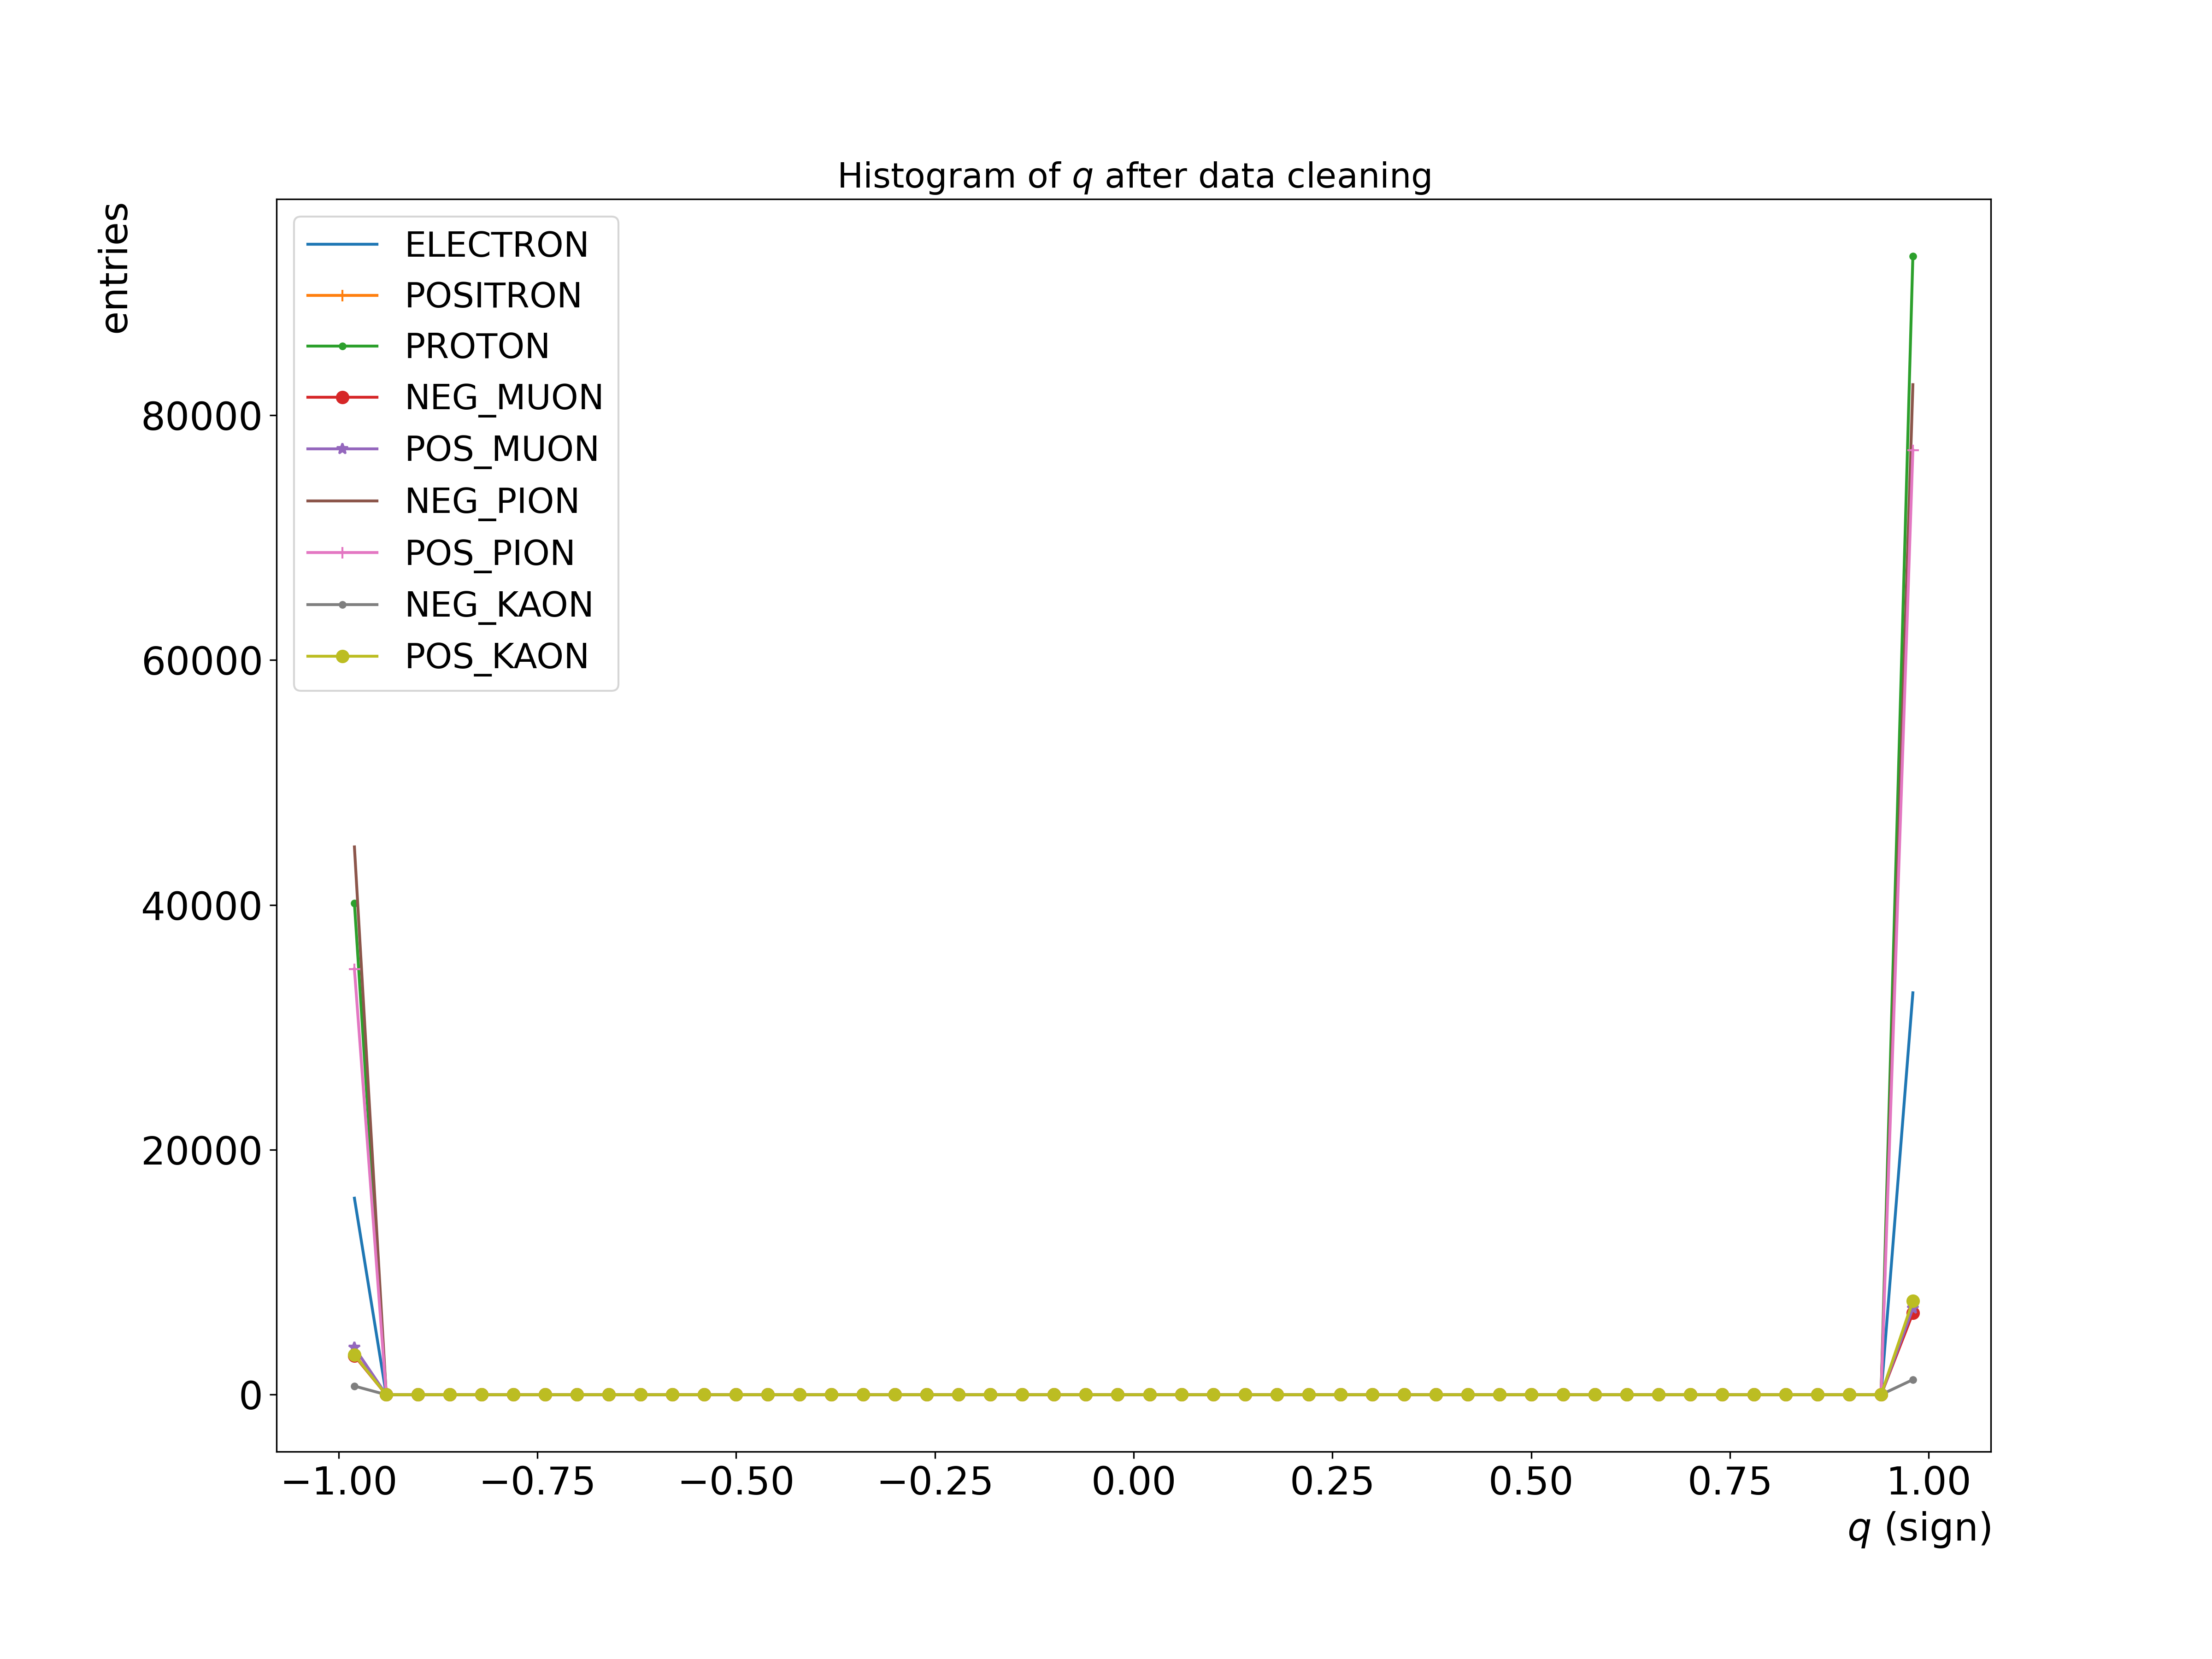 Histogram of q after data cleaning
entries
ELECTRON
POSITRON
PROTON
NEG_MUON
POS_MUON
NEG_PION
POS_PION
NEG_KAON
POS_KAON
80000
60000
40000
20000
0
−1.00 −0.75 −0.50 −0.25 0.00 0.25 0.50 0.75 1.00
q (sign)